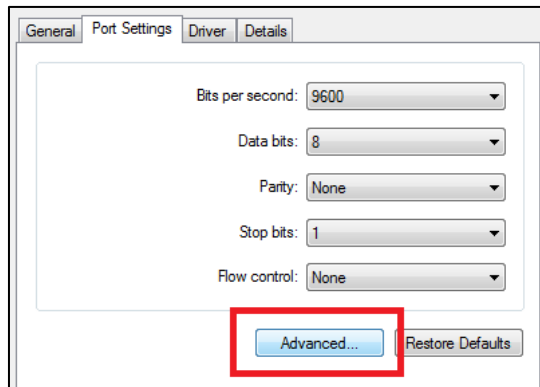 General Port Settings Driver Details
Bits per second: 9600
Data bits: 8
Parity: None
Stop bits: 1
Flow control: None
Advanced... Restore Defaults